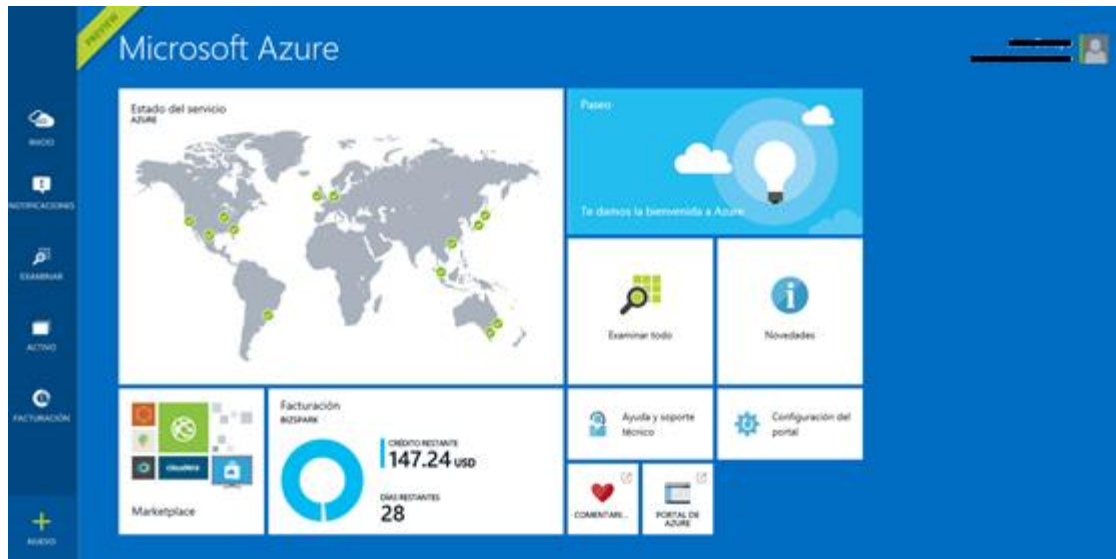 PREVIEW
Microsoft Azure
INICIO
NOTIFICACIONES
EXAMINAR
ACTIVO
FACTURACIÓN
NUEVO
Estado del servicio
AZURE
Paseo
Te damos la bienvenida a Azure
Examinar todo
Novedades
Marketplace
cloudera
Facturación
BIZSPARK
CRÉDITO RESTANTE
147.24 USD
DÍAS RESTANTES
28
Ayuda y soporte
técnico
Configuración del
portal
COMENTARI...
PORTAL DE
AZURE